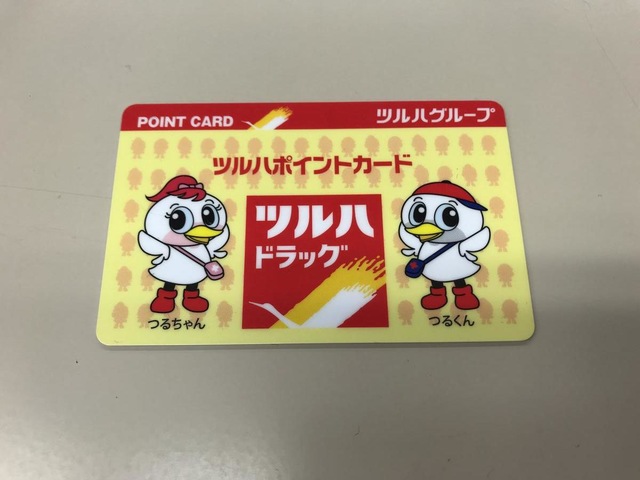 POINT CARD
ツルハグループ
ツルハポイントカード
ツルハ
ドラッグ
つるちゃん
つるくん